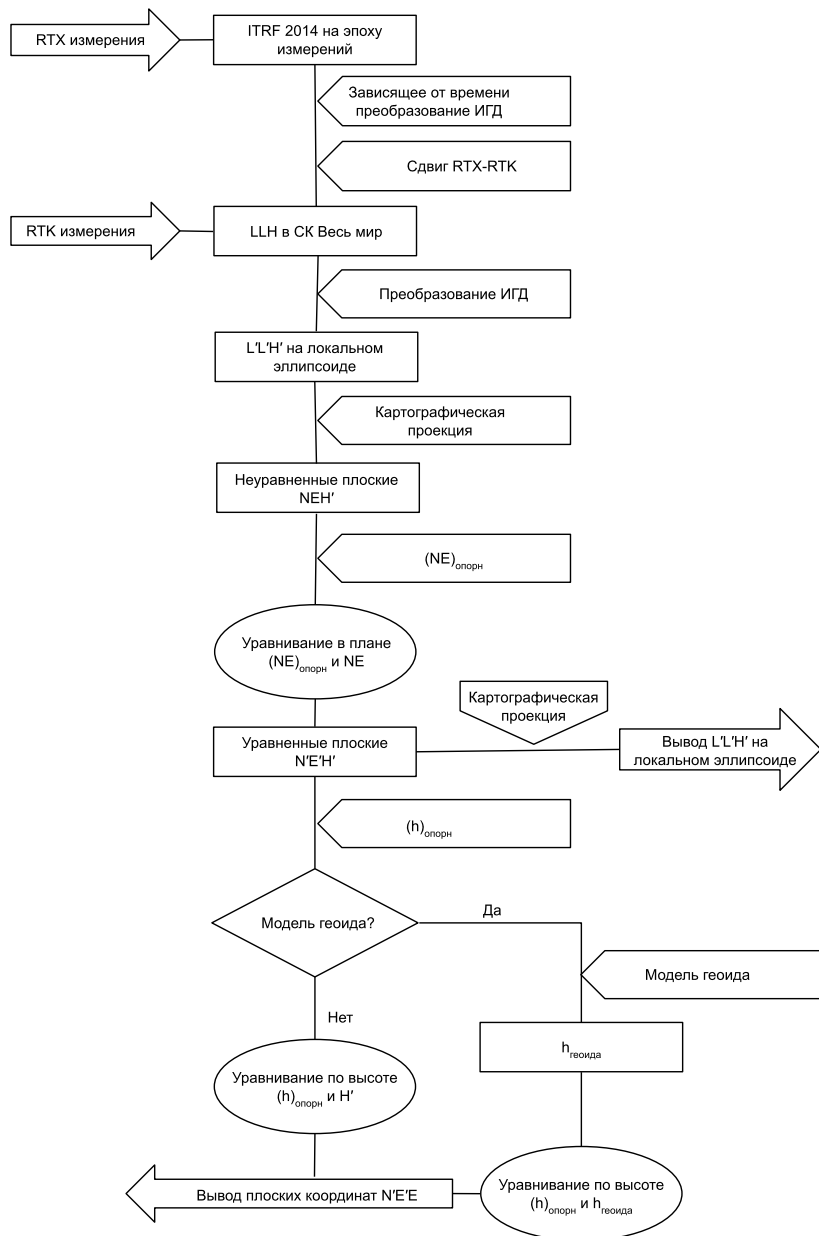 RTX измерения
ITRF 2014 на эпоху
измерений
Зависящее от времени
преобразование ИГД
Сдвиг RTX-RTK
RTK измерения
LLH в СК Весь мир
Преобразование ИГД
L′L′H′ на локальном
эллипсоиде
Картографическая
проекция
Неуравненные плоские
NEH′
(NE)опорн
Уравнивание в плане
(NE)опорн и NE
Картографическая
проекция
Уравненные плоские
N′E′H′
Вывод L′L′H′ на
локальном эллипсоиде
(h)опорн
Модель геоида?
Да
Модель геоида
Нет
hгеоида
Уравнивание по высоте
(h)опорн и H′
Вывод плоских координат N′E′E
Уравнивание по высоте
(h)опорн и hгеоида